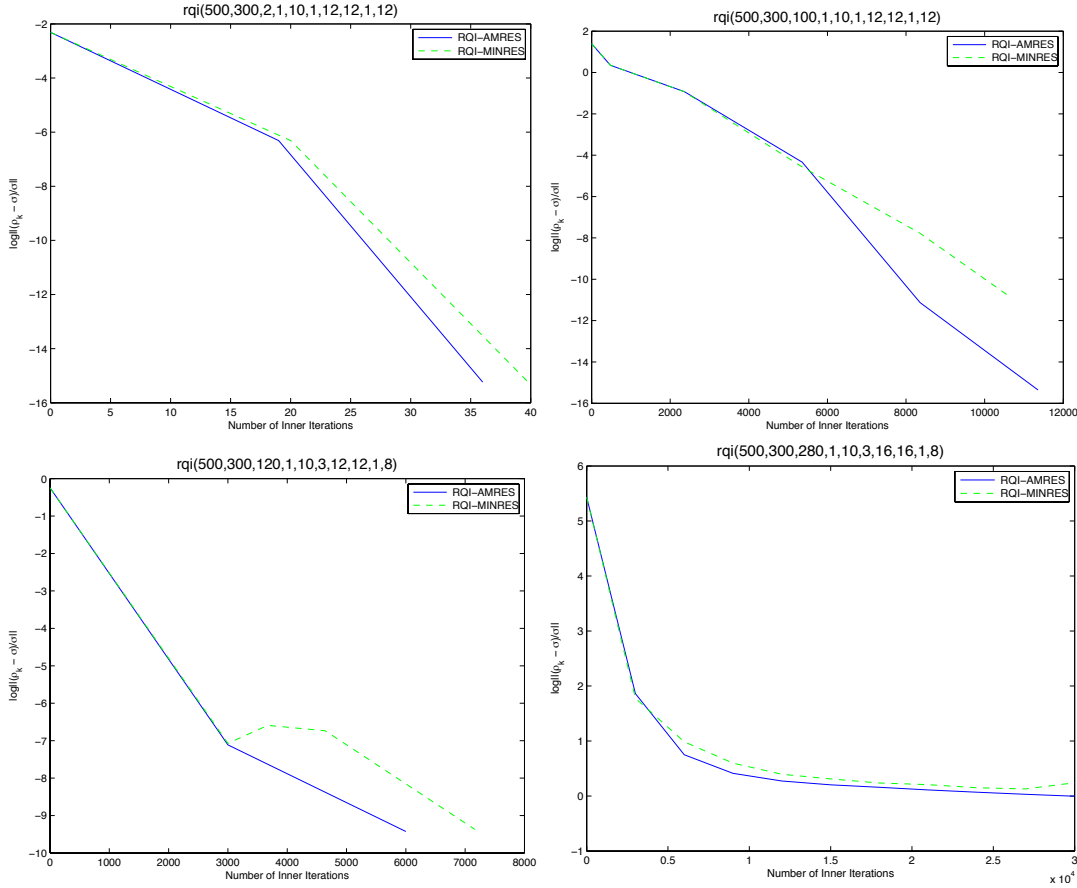 rqi(500,300,2,1,10,1,12,12,1,12)
−2
−4
−6
−8
−10
−12
−14
−16
log||(ρk − σ)/σ||
RQI−AMRES
RQI−MINRES
0 5 10 15 20 25 30 35 40
Number of Inner Iterations
rqi(500,300,100,1,10,1,12,12,1,12)
2
0
−2
−4
−6
−8
−10
−12
−14
−16
log||(ρk − σ)/σ||
RQI−AMRES
RQI−MINRES
0 2000 4000 6000 8000 10000 12000
Number of Inner Iterations
rqi(500,300,120,1,10,3,12,12,1,8)
0
−1
−2
−3
−4
−5
−6
−7
−8
−9
−10
log||(ρk − σ)/σ||
RQI−AMRES
RQI−MINRES
0 1000 2000 3000 4000 5000 6000 7000 8000
Number of Inner Iterations
rqi(500,300,280,1,10,3,16,16,1,8)
6
5
4
3
2
1
0
−1
log||(ρk − σ)/σ||
RQI−AMRES
RQI−MINRES
0 0.5 1 1.5 2 2.5 3
Number of Inner Iterations
x 10^4